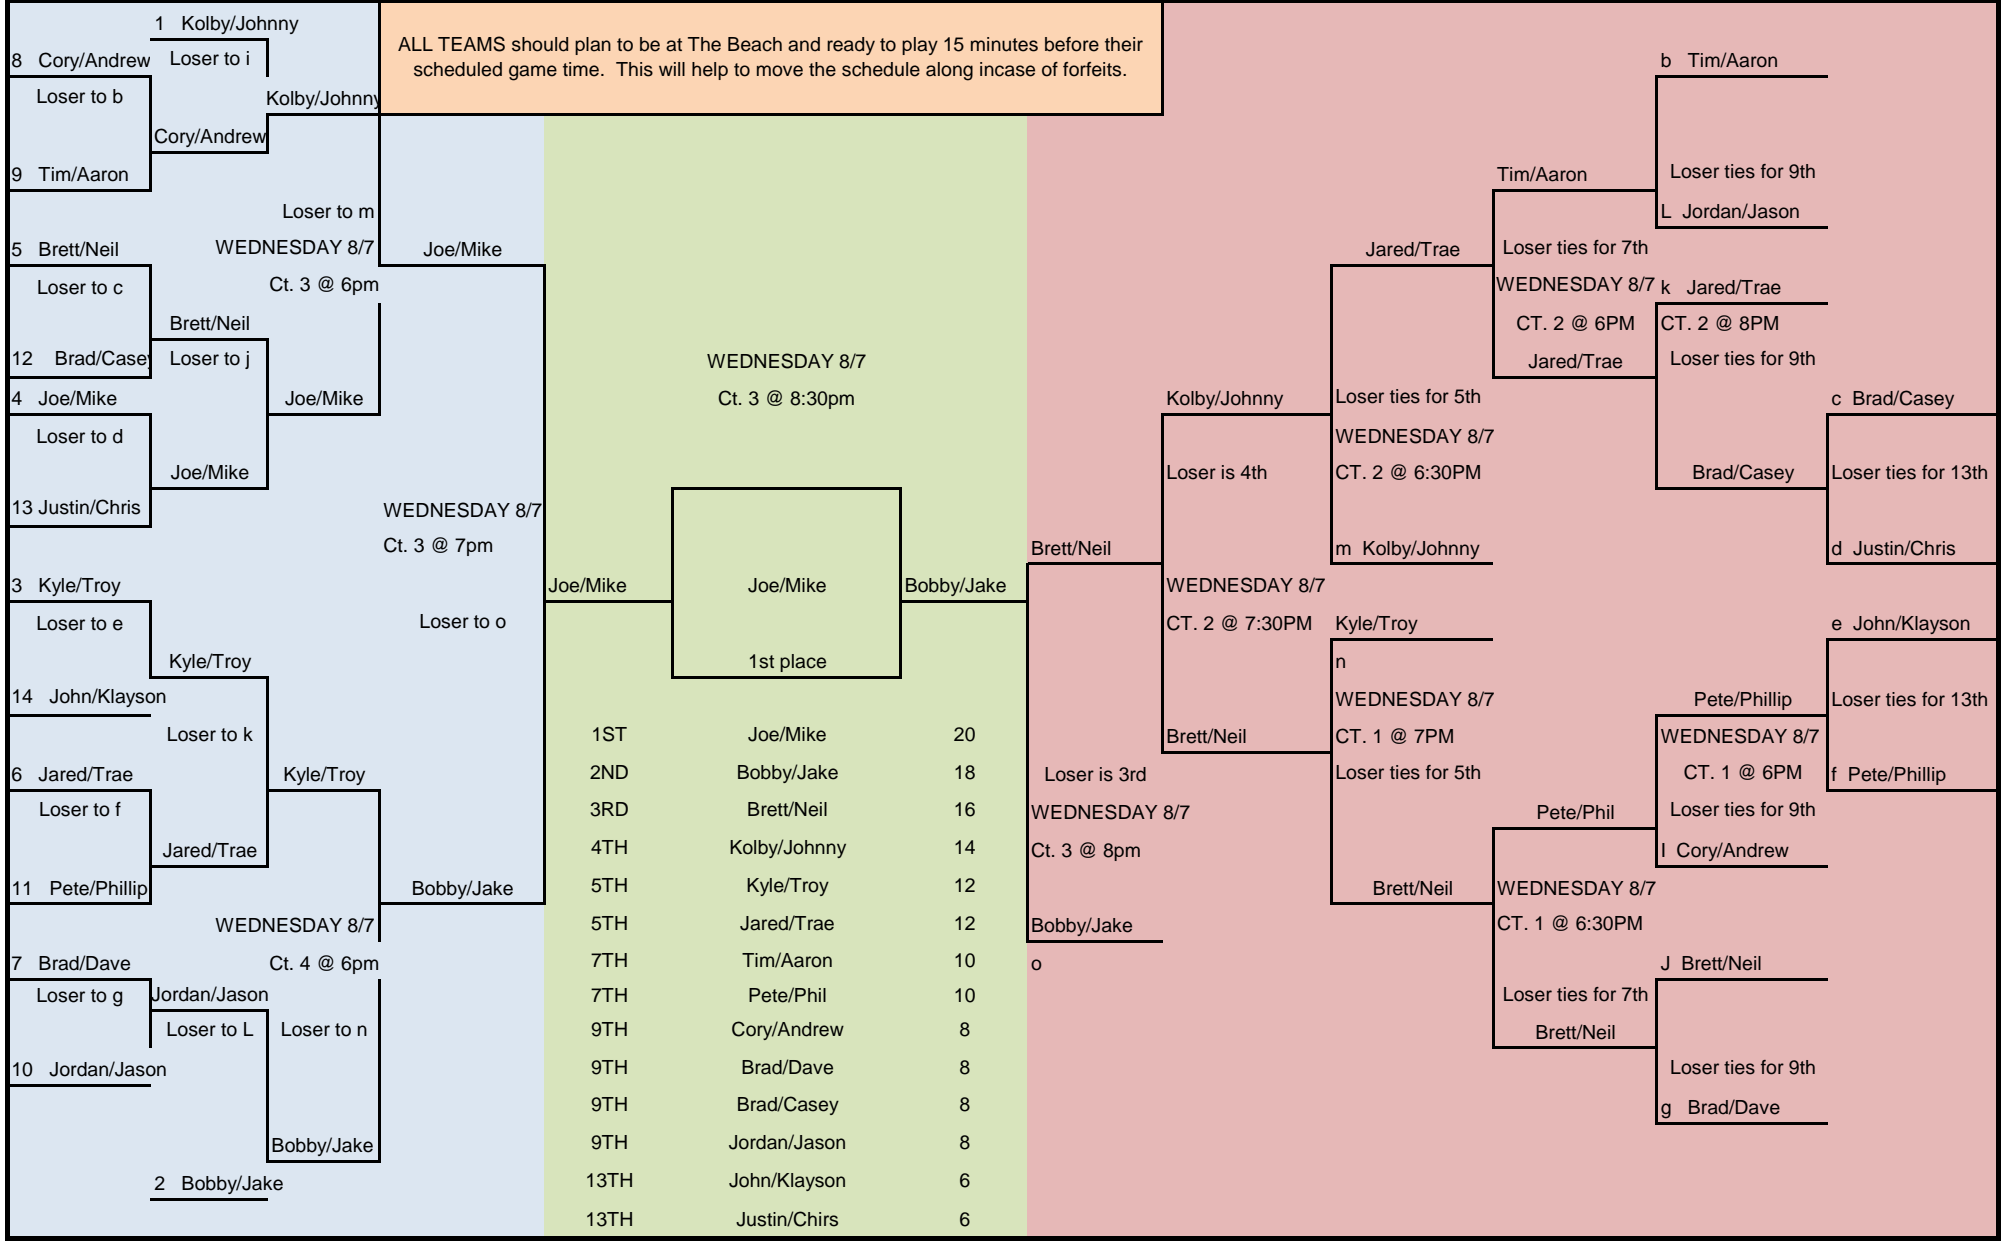 ALL TEAMS should plan to be at The Beach and ready to play 15 minutes before their
scheduled game time.  This will help to move the schedule along incase of forfeits.
1 Kolby/Johnny
Loser to i
8 Cory/Andrew
Loser to b
Kolby/Johnny
Cory/Andrew
9 Tim/Aaron
Loser to m
5 Brett/Neil
WEDNESDAY 8/7
Joe/Mike
Loser to c
Ct. 3 @ 6pm
Brett/Neil
12 Brad/Casey
Loser to j
4 Joe/Mike
Joe/Mike
Loser to d
Joe/Mike
13 Justin/Chris
WEDNESDAY 8/7
Ct. 3 @ 7pm
3 Kyle/Troy
Loser to e
Loser to o
Kyle/Troy
14 John/Klayson
Loser to k
6 Jared/Trae
Kyle/Troy
Loser to f
Jared/Trae
11 Pete/Phillip
Bobby/Jake
WEDNESDAY 8/7
7 Brad/Dave
Ct. 4 @ 6pm
Loser to g
Jordan/Jason
Loser to L
Loser to n
10 Jordan/Jason
Bobby/Jake
2 Bobby/Jake
WEDNESDAY 8/7
Ct. 3 @ 8:30pm
Joe/Mike
Joe/Mike
Bobby/Jake
1st place
1ST Joe/Mike 20
2ND Bobby/Jake 18
3RD Brett/Neil 16
4TH Kolby/Johnny 14
5TH Kyle/Troy 12
5TH Jared/Trae 12
7TH Tim/Aaron 10
7TH Pete/Phil 10
9TH Cory/Andrew 8
9TH Brad/Dave 8
9TH Brad/Casey 8
9TH Jordan/Jason 8
13TH John/Klayson 6
13TH Justin/Chirs 6
b Tim/Aaron
Tim/Aaron
Loser ties for 9th
L Jordan/Jason
Jared/Trae
Loser ties for 7th
WEDNESDAY 8/7
k Jared/Trae
CT. 2 @ 6PM
CT. 2 @ 8PM
Jared/Trae
Loser ties for 9th
Kolby/Johnny
Loser ties for 5th
c Brad/Casey
WEDNESDAY 8/7
Loser is 4th
CT. 2 @ 6:30PM
Brad/Casey
Loser ties for 13th
Brett/Neil
m Kolby/Johnny
d Justin/Chris
WEDNESDAY 8/7
CT. 2 @ 7:30PM
Kyle/Troy
e John/Klayson
n
WEDNESDAY 8/7
Pete/Phillip
Loser ties for 13th
Brett/Neil
CT. 1 @ 7PM
WEDNESDAY 8/7
Loser is 3rd
Loser ties for 5th
CT. 1 @ 6PM
f Pete/Phillip
WEDNESDAY 8/7
Pete/Phil
Loser ties for 9th
Ct. 3 @ 8pm
I Cory/Andrew
Brett/Neil
WEDNESDAY 8/7
Bobby/Jake
CT. 1 @ 6:30PM
o
J Brett/Neil
Loser ties for 7th
Brett/Neil
Loser ties for 9th
g Brad/Dave